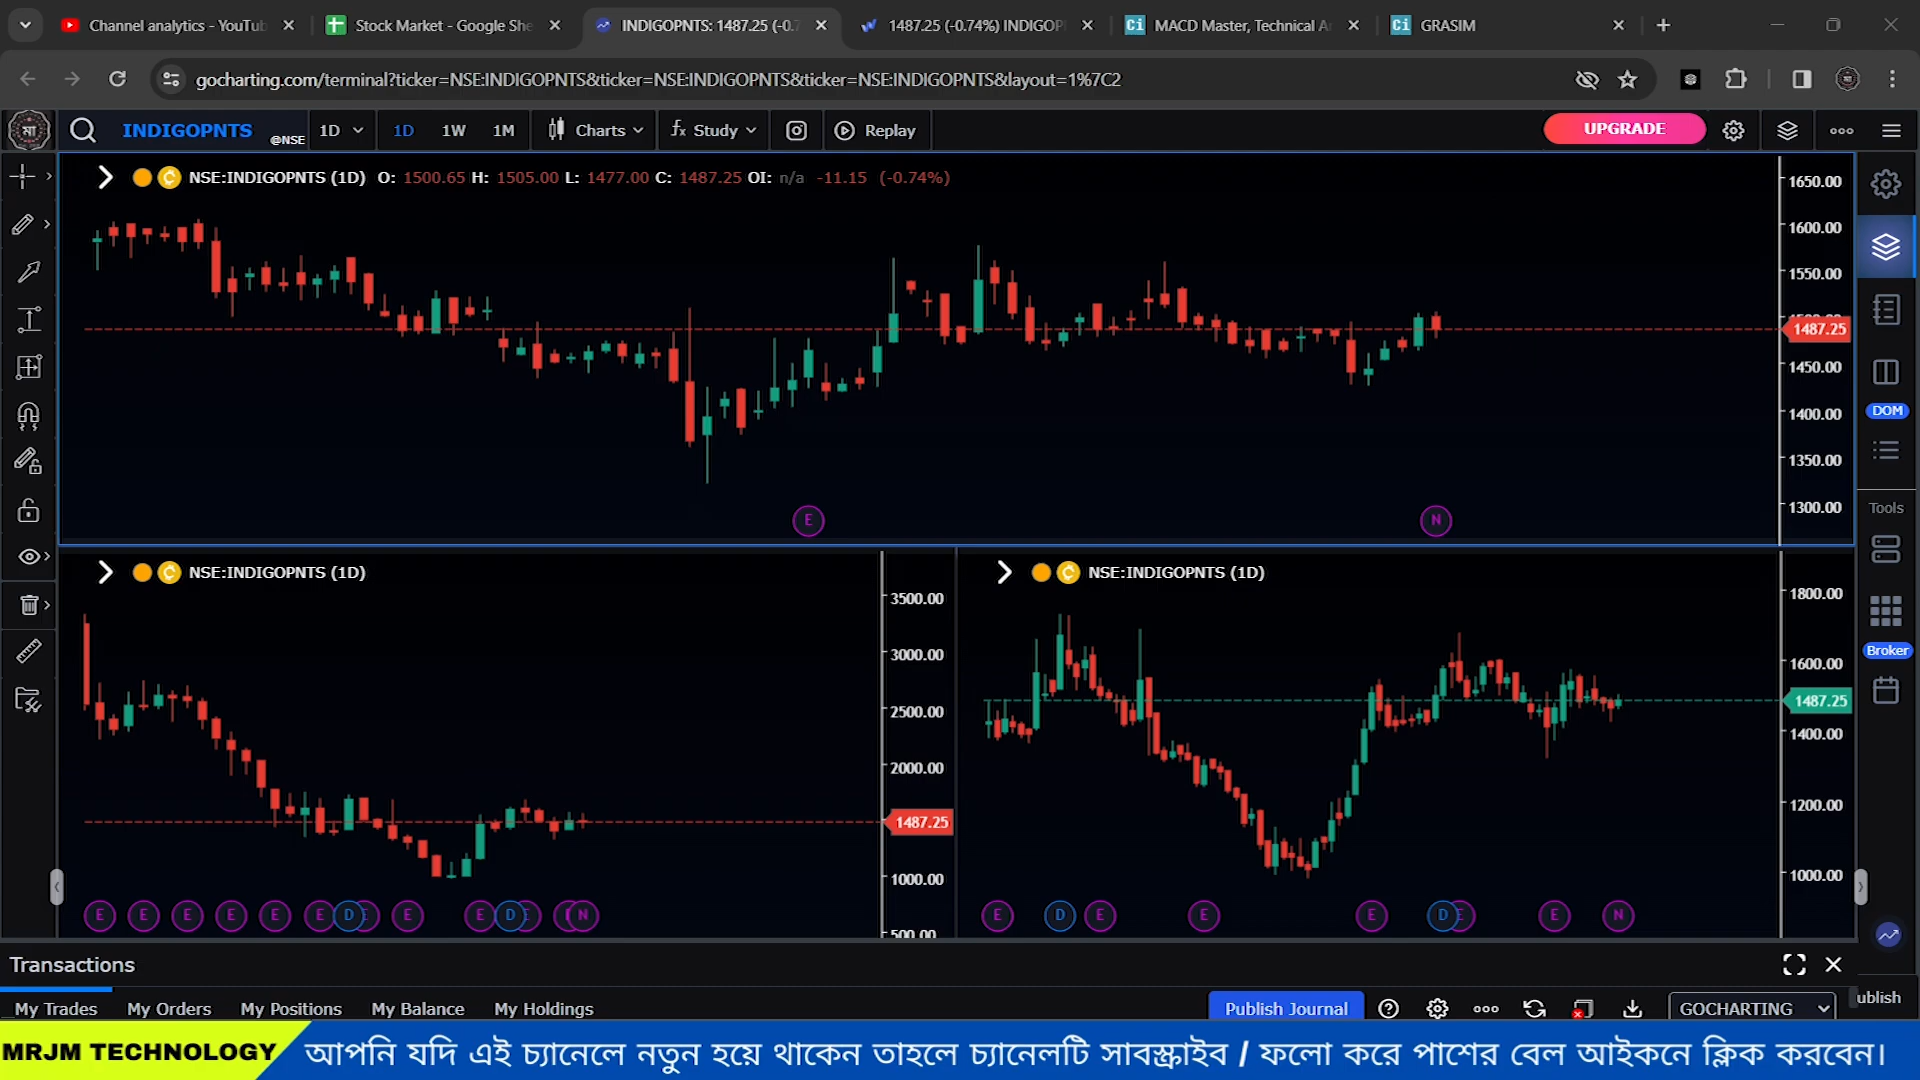 Channel analytics - YouTub
Stock Market - Google She
INDIGOPNTS: 1487.25 (-0.7
1487.25 (-0.74%) INDIGOP
MACD Master, Technical A
GRASIM
gocharting.com/terminal?ticker=NSE:INDIGOPNTS&ticker=NSE:INDIGOPNTS&ticker=NSE:INDIGOPNTS&layout=1%7C2
INDIGOPNTS @NSE 1D 1D 1W 1M Charts Study Replay UPGRADE
NSE:INDIGOPNTS (1D) O: 1500.65 H: 1505.00 L: 1477.00 C: 1487.25 OI: n/a -11.15 (-0.74%)
1650.00
1600.00
1550.00
1487.25
1450.00
1400.00
1350.00
1300.00
E N
DOM
Tools
Broker
NSE:INDIGOPNTS (1D)
3500.00
3000.00
2500.00
2000.00
1487.25
1000.00
500.00
E E E E E E D E E E D E N
NSE:INDIGOPNTS (1D)
1800.00
1600.00
1487.25
1400.00
1200.00
1000.00
E D E E E D E E N
Transactions
My Trades My Orders My Positions My Balance My Holdings Publish Journal GOCHARTING ublish
MRJM TECHNOLOGY আপনি যদি এই চ্যানেলে নতুন হয়ে থাকেন তাহলে চ্যানেলটি সাবস্ক্রাইব / ফলো করে পাশের বেল আইকনে ক্লিক করবেন।